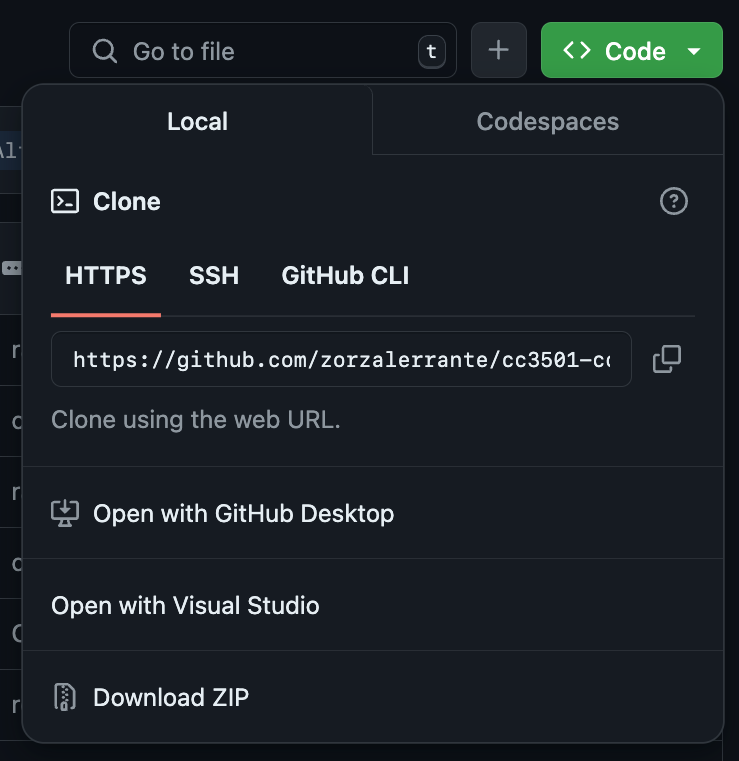 Go to file
t
Code
Local
Codespaces
Clone
HTTPS
SSH
GitHub CLI
https://github.com/zorzalerrante/cc3501-co
Clone using the web URL.
Open with GitHub Desktop
Open with Visual Studio
Download ZIP